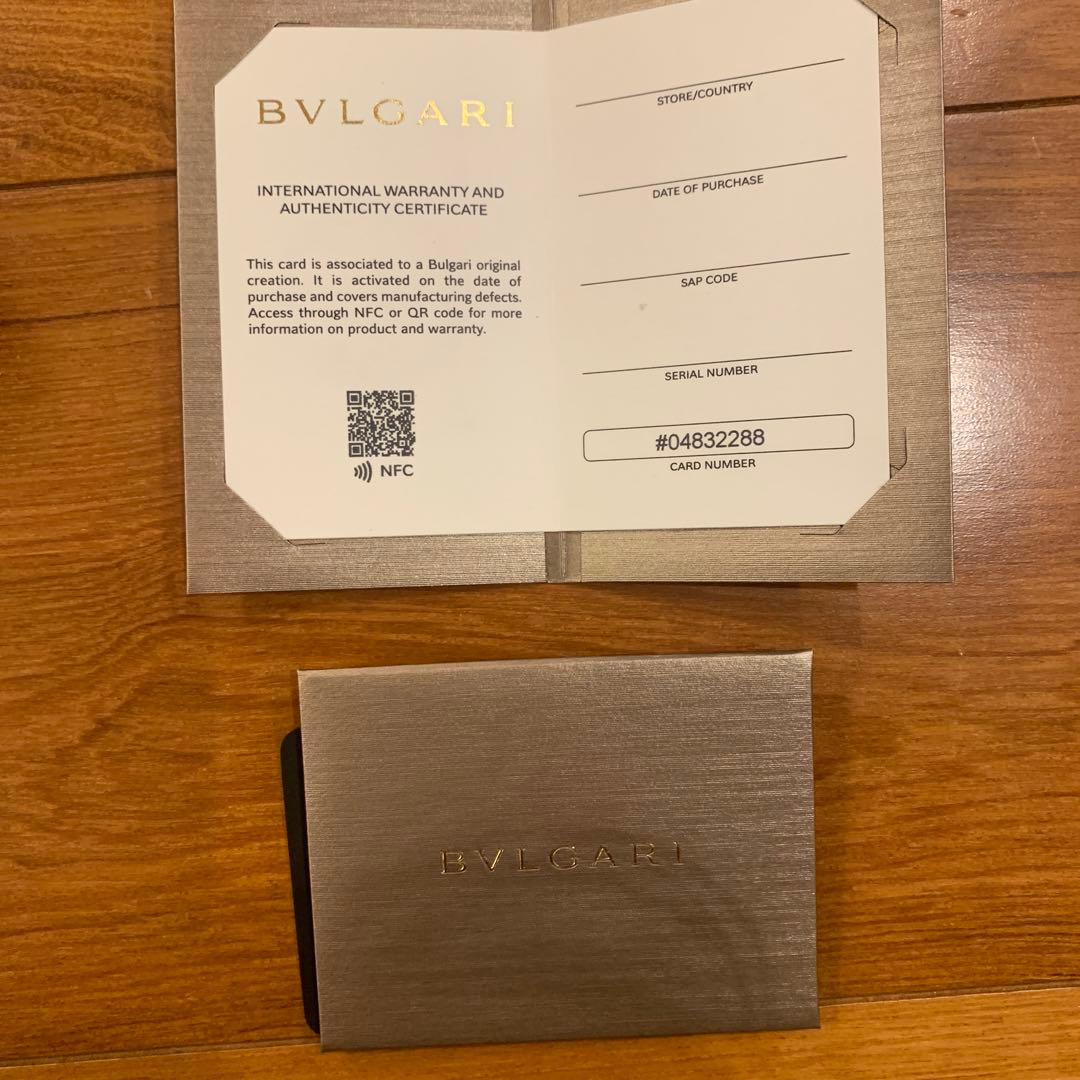 BVLGARI
INTERNATIONAL WARRANTY AND
AUTHENTICITY CERTIFICATE
This card is associated to a Bulgari original
creation. It is activated on the date of
purchase and covers manufacturing defects.
Access through NFC or QR code for more
information on product and warranty.
NFC
STORE/COUNTRY
DATE OF PURCHASE
SAP CODE
SERIAL NUMBER
#04832288
CARD NUMBER
BVLGARI